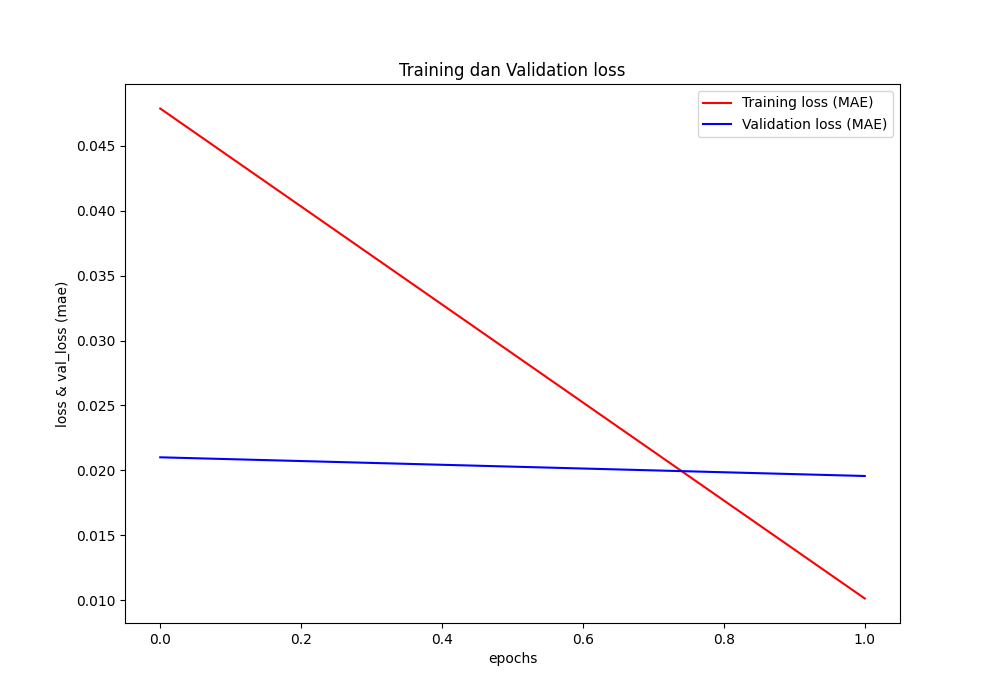 Training dan Validation loss
Training loss (MAE)
Validation loss (MAE)
loss & val_loss (mae)
0.045
0.040
0.035
0.030
0.025
0.020
0.015
0.010
0.0 0.2 0.4 0.6 0.8 1.0
epochs